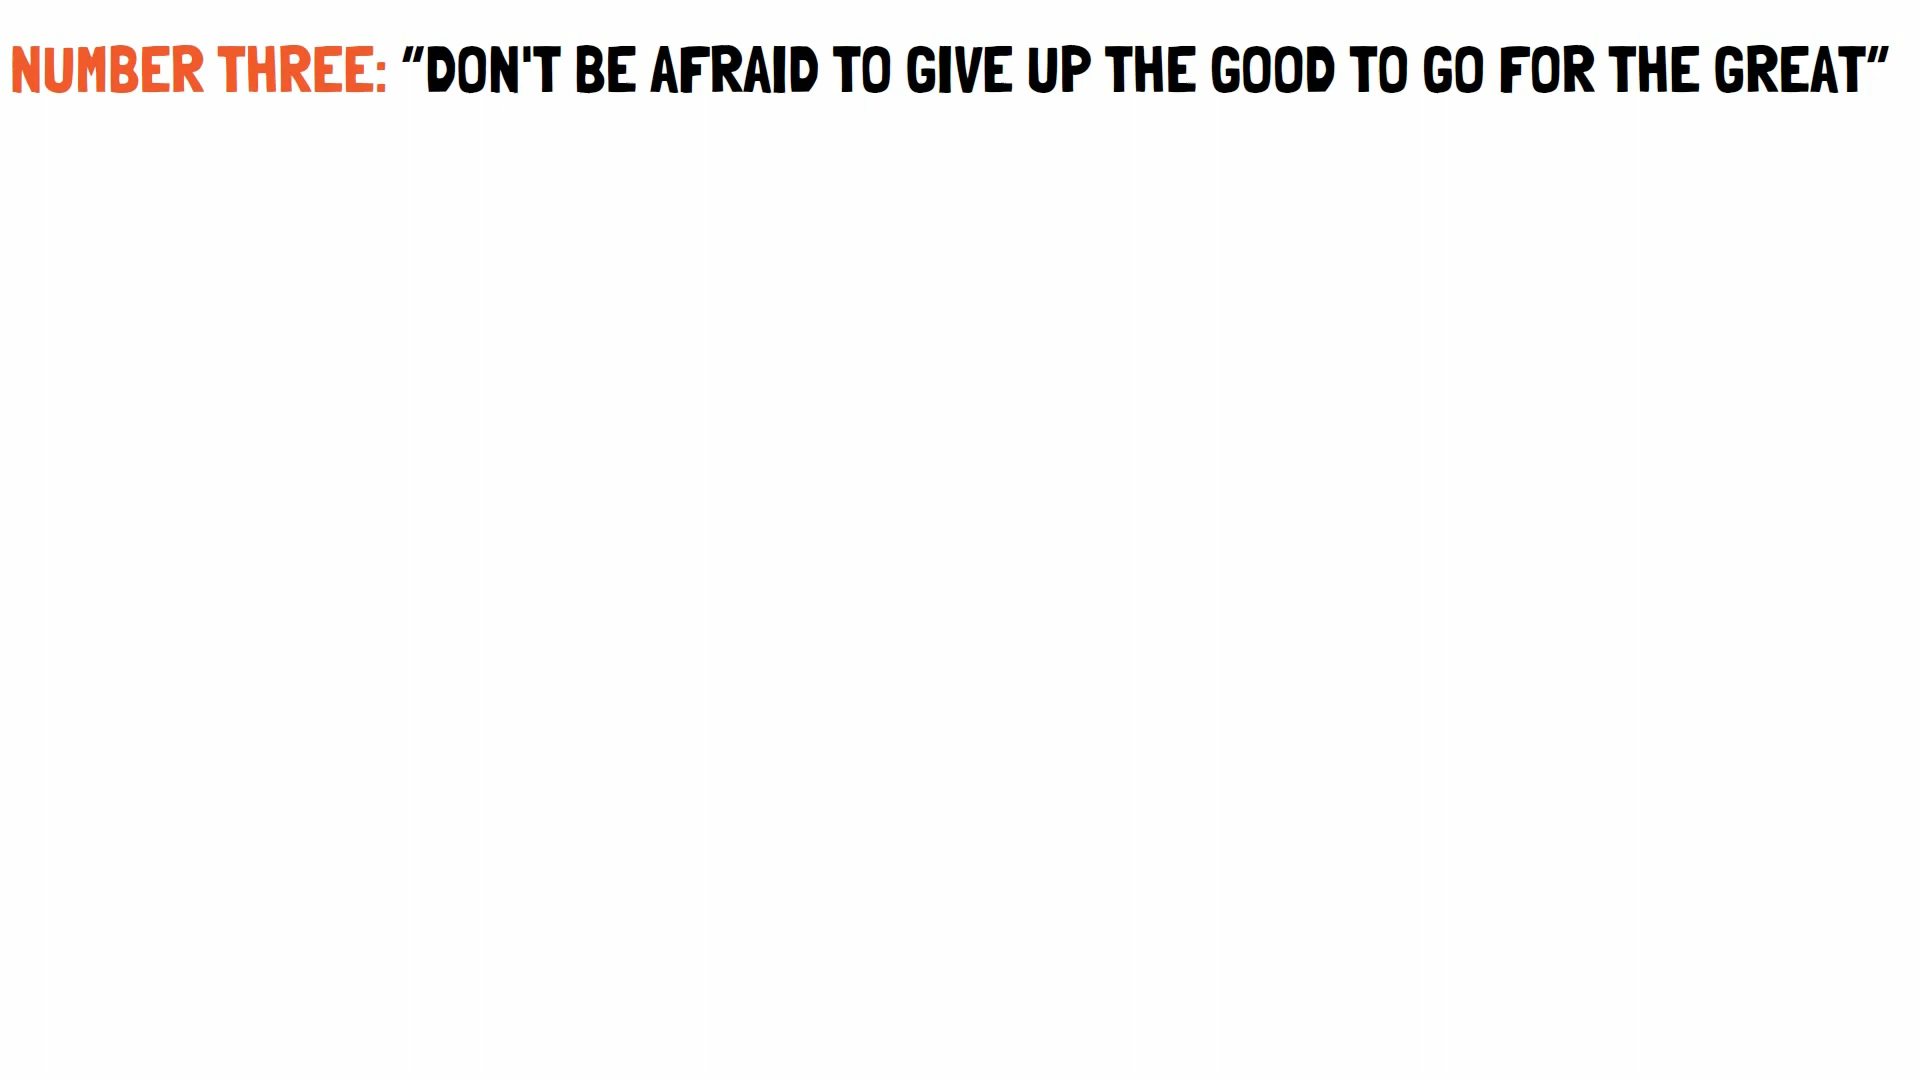 NUMBER THREE: “DON'T BE AFRAID TO GIVE UP THE GOOD TO GO FOR THE GREAT”